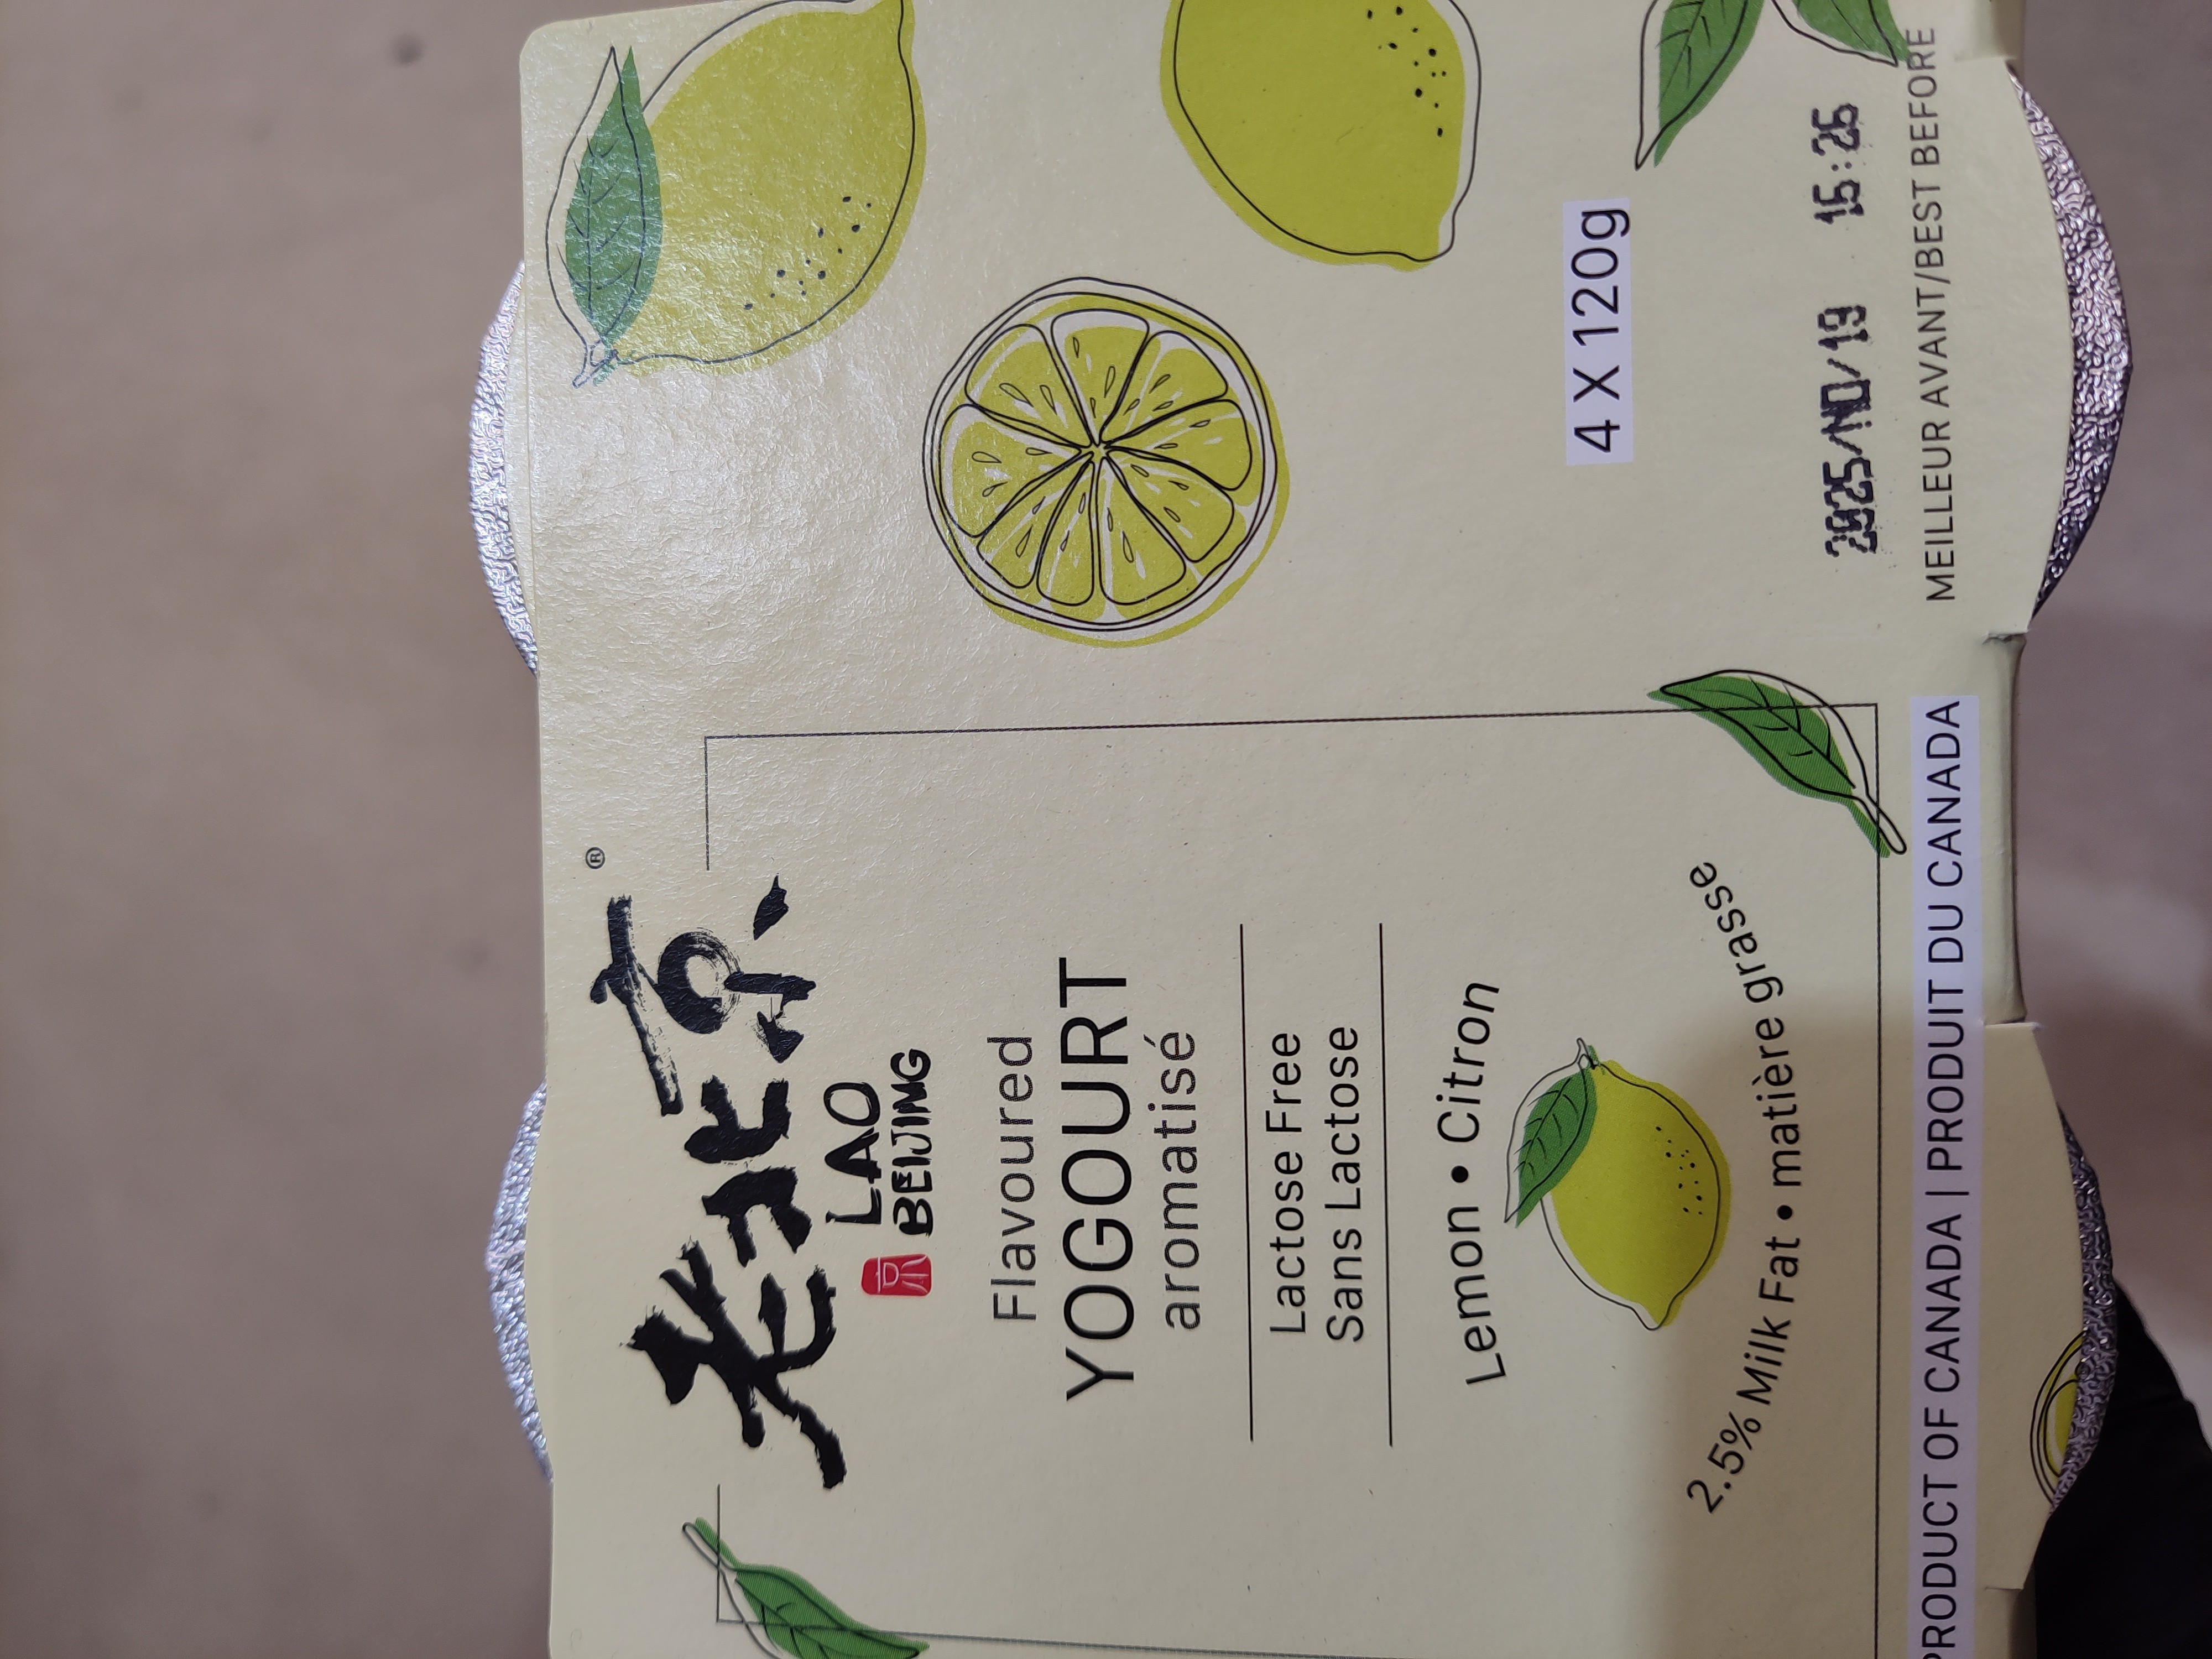 老北京®
LAO
BEIJING
Flavoured
YOGOURT
aromatisé
Lactose Free
Sans Lactose
Lemon • Citron
2.5% Milk Fat • matière grasse
PRODUCT OF CANADA | PRODUIT DU CANADA
4 X 120g
2025/NO/19 15:26
MEILLEUR AVANT/BEST BEFORE